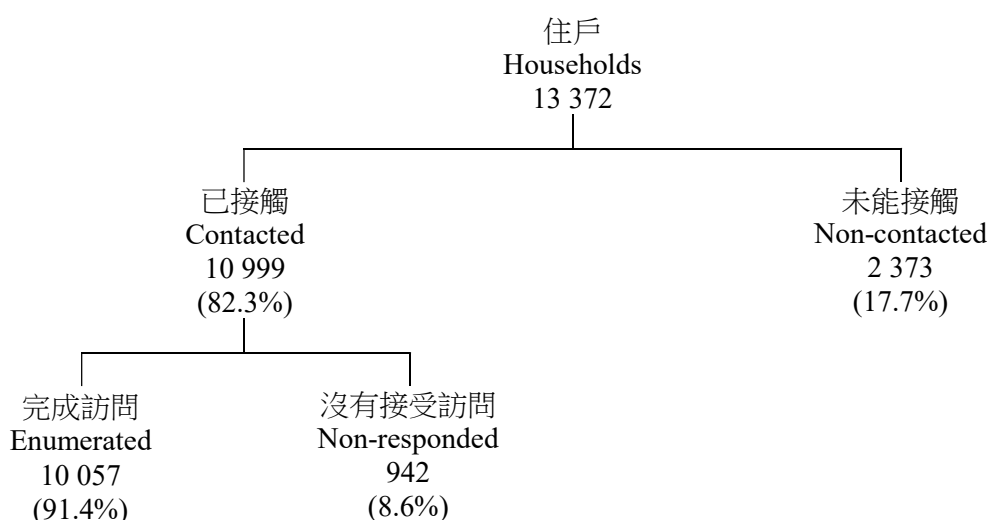 住戶
Households
13 372
已接觸
Contacted
10 999
(82.3%)
未能接觸
Non-contacted
2 373
(17.7%)
完成訪問
Enumerated
10 057
(91.4%)
沒有接受訪問
Non-responded
942
(8.6%)